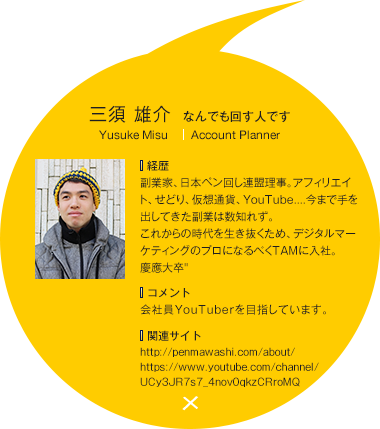 三須 雄介 なんでも回す人です
Yusuke Misu | Account Planner
経歴
副業家、日本ペン回し連盟理事。アフィリエイ
ト、せどり、仮想通貨、YouTube....今まで手を
出してきた副業は数知れず。
これからの時代を生き抜くため、デジタルマー
ケティングのプロになるべくTAMに入社。
慶應大卒"
コメント
会社員YouTuberを目指しています。
関連サイト
http://penmawashi.com/about/
https://www.youtube.com/channel/
UCy3JR7s7_4nov0qkzCRroMQ